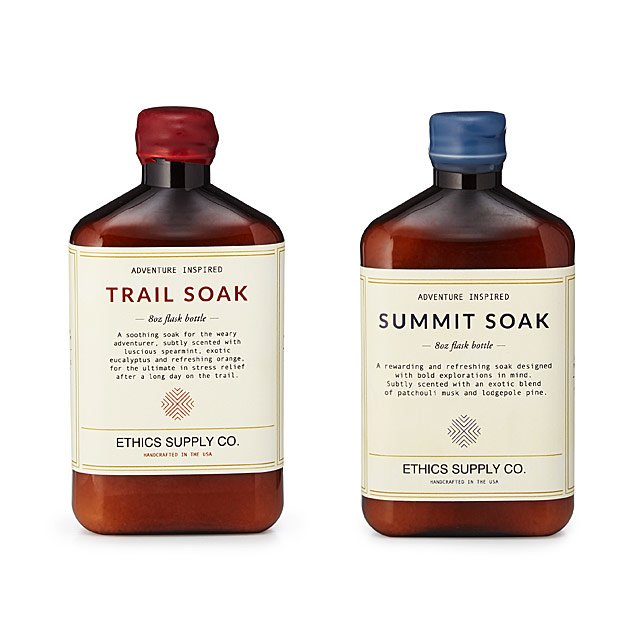 ADVENTURE INSPIRED
TRAIL SOAK
— 8oz flask bottle —
A soothing soak for the weary
adventurer, subtly scented with
luscious spearmint, exotic
eucalyptus and refreshing orange,
for the ultimate in stress relief
after a long day on the trail.
ETHICS SUPPLY CO.
HANDCRAFTED IN THE USA
ADVENTURE INSPIRED
SUMMIT SOAK
— 8oz flask bottle —
A rewarding and refreshing soak designed
with bold explorations in mind.
Subtly scented with an exotic blend
of patchouli musk and lodgepole pine.
ETHICS SUPPLY CO.
HANDCRAFTED IN THE USA